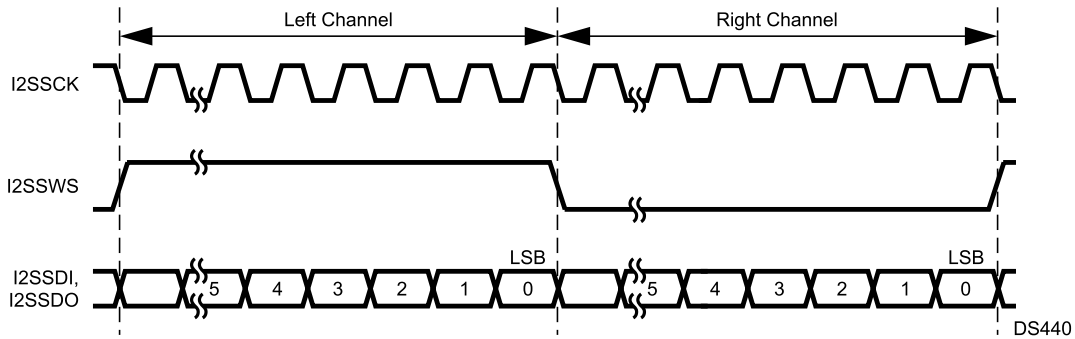 Left Channel Right Channel
I2SSCK
I2SSWS
LSB LSB
I2SSDI,
I2SSDO
5 4 3 2 1 0 5 4 3 2 1 0
DS440